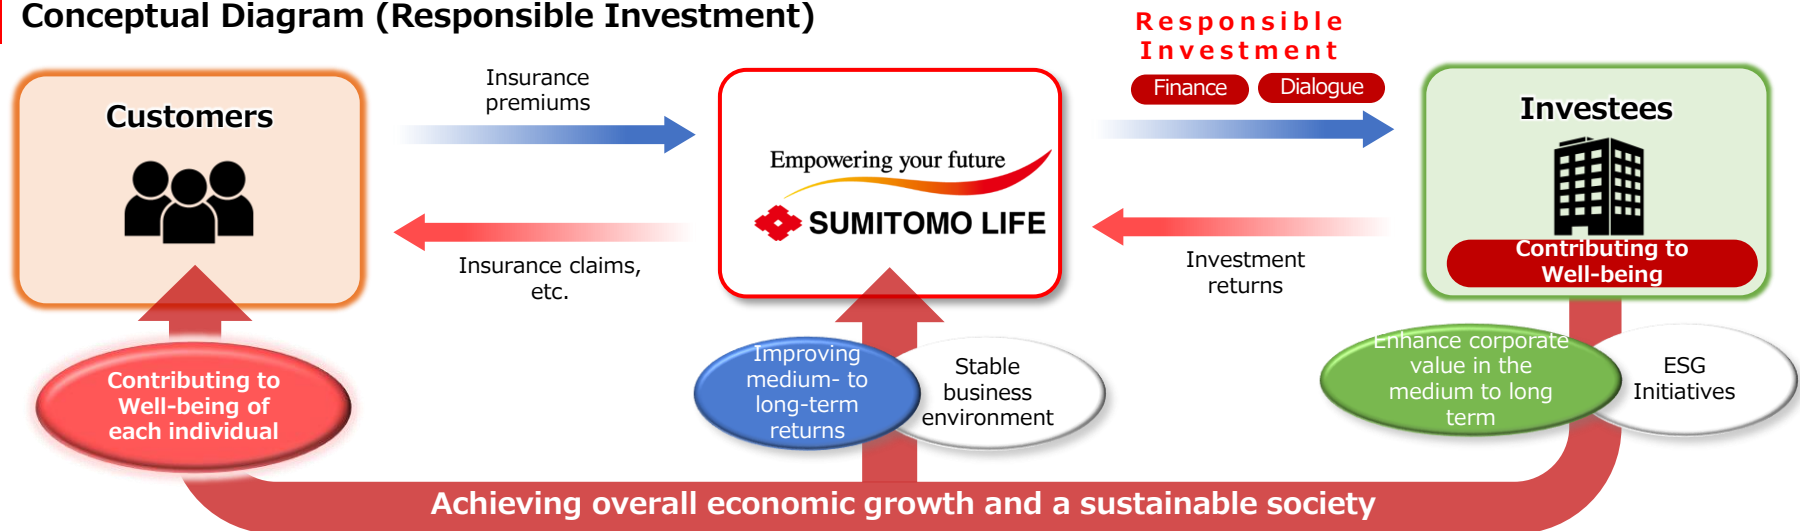 Conceptual Diagram (Responsible Investment)
Responsible
Investment
Finance
Dialogue
Customers
Insurance
premiums
Insurance claims,
etc.
Empowering your future
SUMITOMO LIFE
Investment
returns
Investees
Contributing to
Well-being
Contributing to
Well-being of
each individual
Improving
medium- to
long-term
returns
Stable
business
environment
Enhance corporate
value in the
medium to long
term
ESG
Initiatives
Achieving overall economic growth and a sustainable society